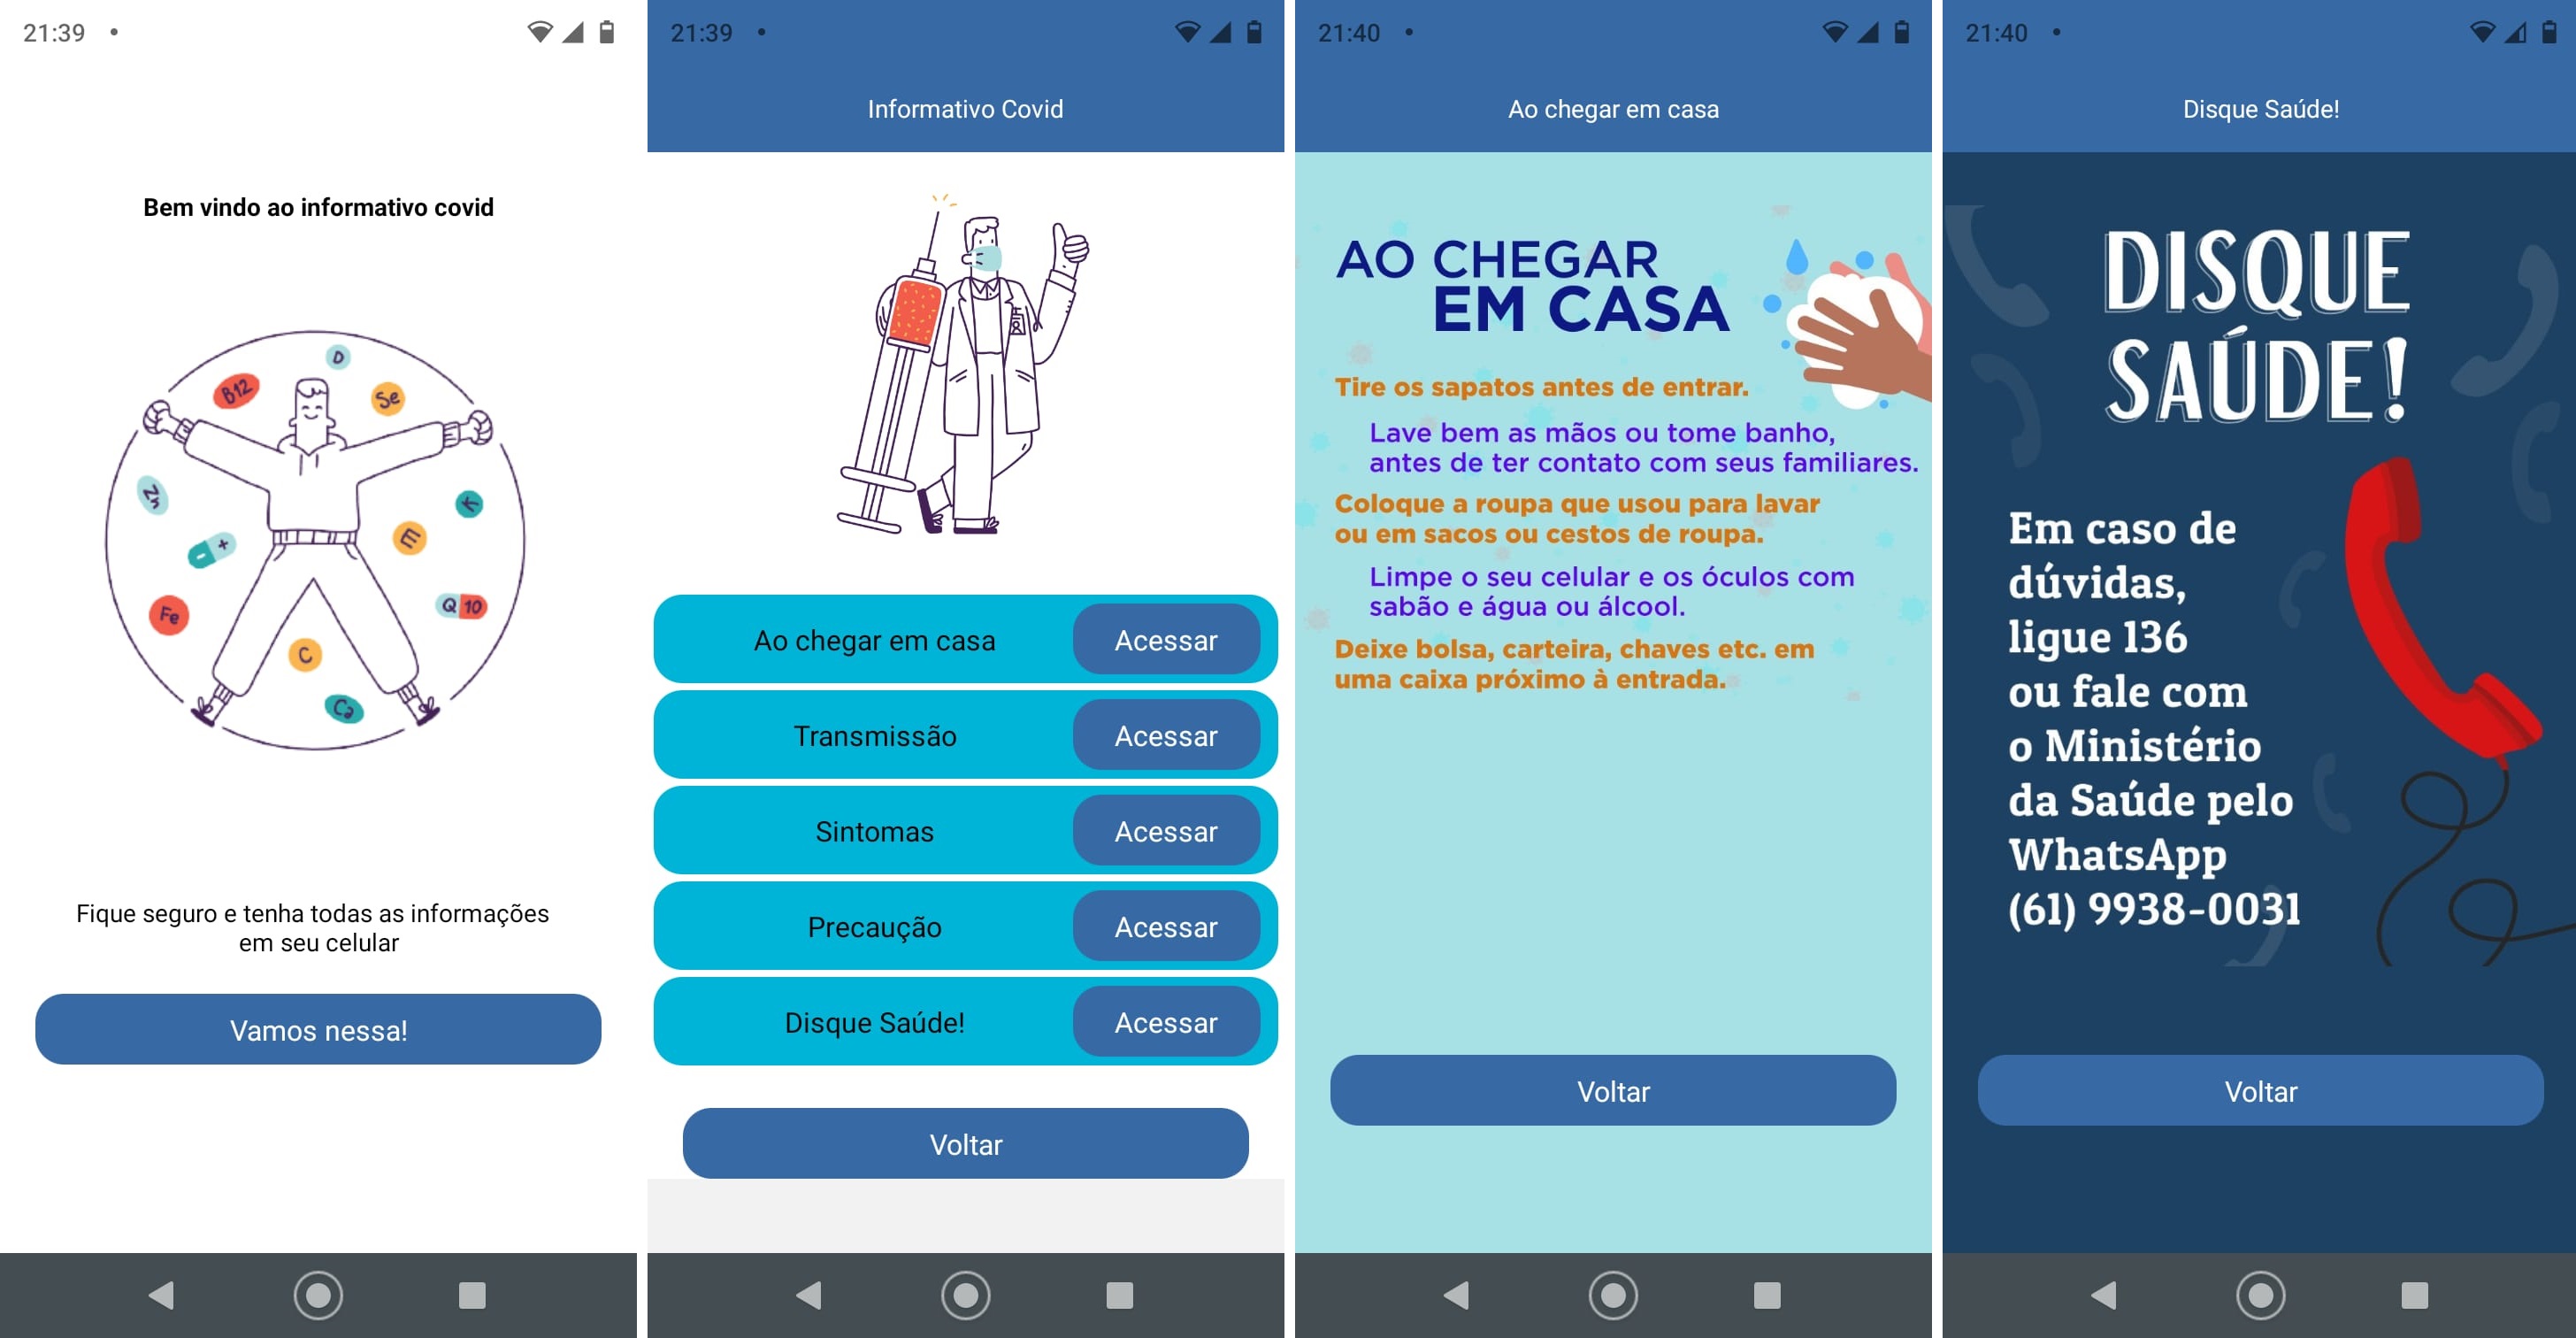 21:39
Bem vindo ao informativo covid
D
B12
Se
Zn
K
- +
E
Fe
Q 10
C
Ca
Fique seguro e tenha todas as informações
em seu celular
Vamos nessa!
21:39
Informativo Covid
Ao chegar em casa Acessar
Transmissão Acessar
Sintomas Acessar
Precaução Acessar
Disque Saúde! Acessar
Voltar
21:40
Ao chegar em casa
AO CHEGAR
EM CASA
Tire os sapatos antes de entrar.
Lave bem as mãos ou tome banho,
antes de ter contato com seus familiares.
Coloque a roupa que usou para lavar
ou em sacos ou cestos de roupa.
Limpe o seu celular e os óculos com
sabão e água ou álcool.
Deixe bolsa, carteira, chaves etc. em
uma caixa próximo à entrada.
Voltar
21:40
Disque Saúde!
DISQUE
SAÚDE!
Em caso de
dúvidas,
ligue 136
ou fale com
o Ministério
da Saúde pelo
WhatsApp
(61) 9938-0031
Voltar